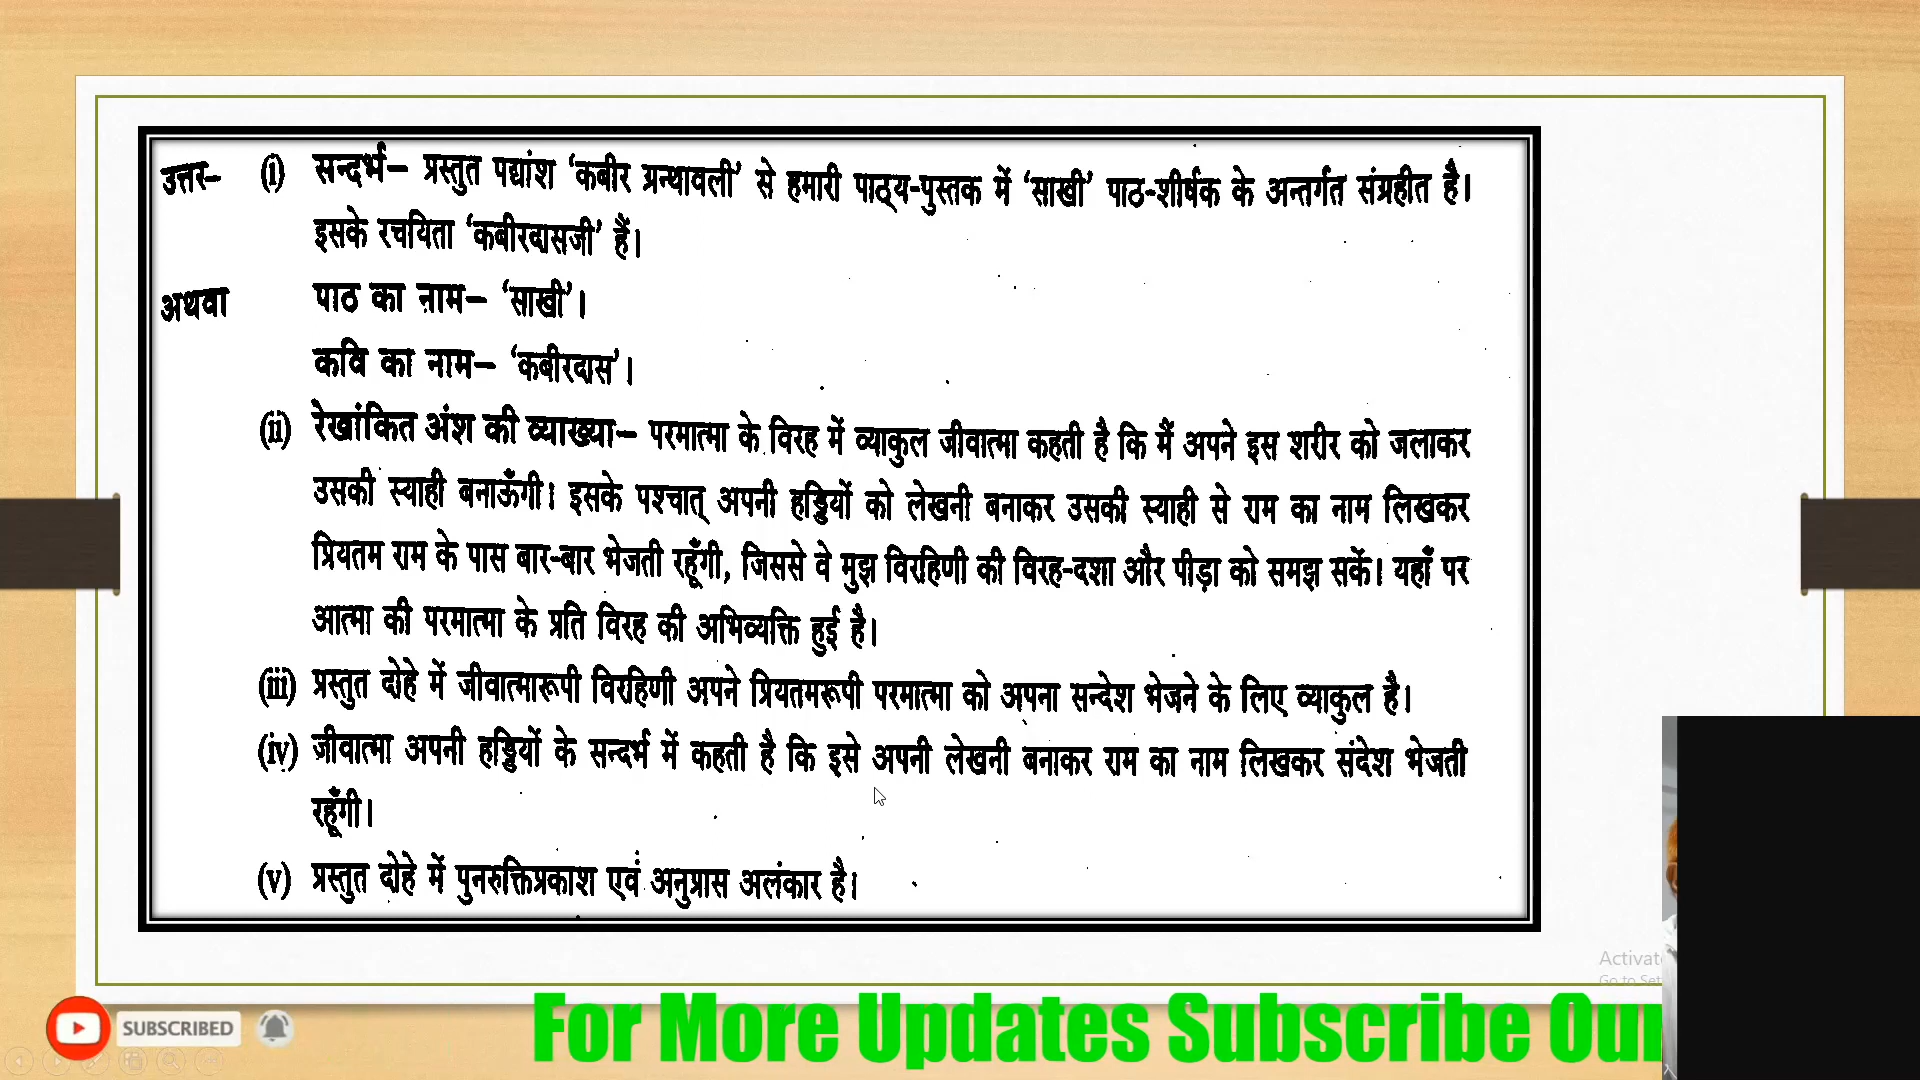 उत्तर– (i) सन्दर्भ– प्रस्तुत पद्यांश ‘कबीर ग्रन्थावली’ से हमारी पाठ्य-पुस्तक में ‘साखी’ पाठ-शीर्षक के अन्तर्गत संग्रहीत है।
इसके रचयिता ‘कबीरदासजी’ हैं।
अथवा पाठ का नाम– ‘साखी’।
कवि का नाम– ‘कबीरदास’।
(ii) रेखांकित अंश की व्याख्या– परमात्मा के विरह में व्याकुल जीवात्मा कहती है कि मैं अपने इस शरीर को जलाकर
उसकी स्याही बनाऊँगी। इसके पश्चात् अपनी हड्डियों को लेखनी बनाकर उसकी स्याही से राम का नाम लिखकर
प्रियतम राम के पास बार-बार भेजती रहूँगी, जिससे वे मुझ विरहिणी की विरह-दशा और पीड़ा को समझ सकें। यहाँ पर
आत्मा की परमात्मा के प्रति विरह की अभिव्यक्ति हुई है।
(iii) प्रस्तुत दोहे में जीवात्मारूपी विरहिणी अपने प्रियतमरूपी परमात्मा को अपना सन्देश भेजने के लिए व्याकुल है।
(iv) जीवात्मा अपनी हड्डियों के सन्दर्भ में कहती है कि इसे अपनी लेखनी बनाकर राम का नाम लिखकर संदेश भेजती
रहूँगी।
(v) प्रस्तुत दोहे में पुनरुक्तिप्रकाश एवं अनुप्रास अलंकार है।
Activat
Go to Set
SUBSCRIBED
For More Updates Subscribe Our